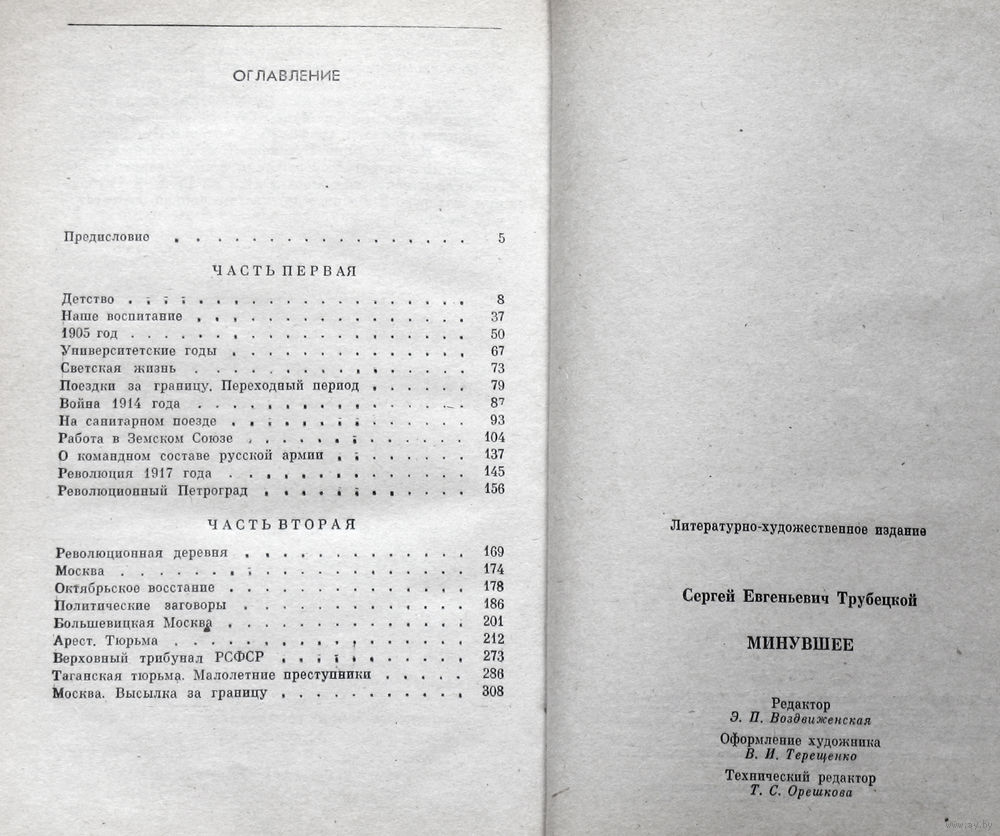 ОГЛАВЛЕНИЕ
Предисловие . . . . . . . . . . . . . . . . 5
ЧАСТЬ ПЕРВАЯ
Детство . . . . . . . . . . . . . . . . . . 8
Наше воспитание . . . . . . . . . . . . . . 37
1905 год . . . . . . . . . . . . . . . . . . 50
Университетские годы . . . . . . . . . . . . 67
Светская жизнь . . . . . . . . . . . . . . . 73
Поездки за границу. Переходный период . . . . . 79
Война 1914 года . . . . . . . . . . . . . . 87
На санитарном поезде . . . . . . . . . . . . 93
Работа в Земском Союзе . . . . . . . . . . . 104
О командном составе русской армии . . . . . . . 137
Революция 1917 года . . . . . . . . . . . . 145
Революционный Петроград . . . . . . . . . . . 156
ЧАСТЬ ВТОРАЯ
Революционная деревня . . . . . . . . . . . . 169
Москва . . . . . . . . . . . . . . . . . . 174
Октябрьское восстание . . . . . . . . . . . . 178
Политические заговоры . . . . . . . . . . . . 186
Большевицкая Москва . . . . . . . . . . . . 201
Арест. Тюрьма . . . . . . . . . . . . . . . 212
Верховный трибунал РСФСР . . . . . . . . . . 273
Таганская тюрьма. Малолетние преступники . . . . . 286
Москва. Высылка за границу . . . . . . . . . . 308
Литературно-художественное издание
Сергей Евгеньевич Трубецкой
МИНУВШЕЕ
Редактор
Э. П. Воздвиженская
Оформление художника
В. И. Терещенко
Технический редактор
Т. С. Орешкова
www.ay.by